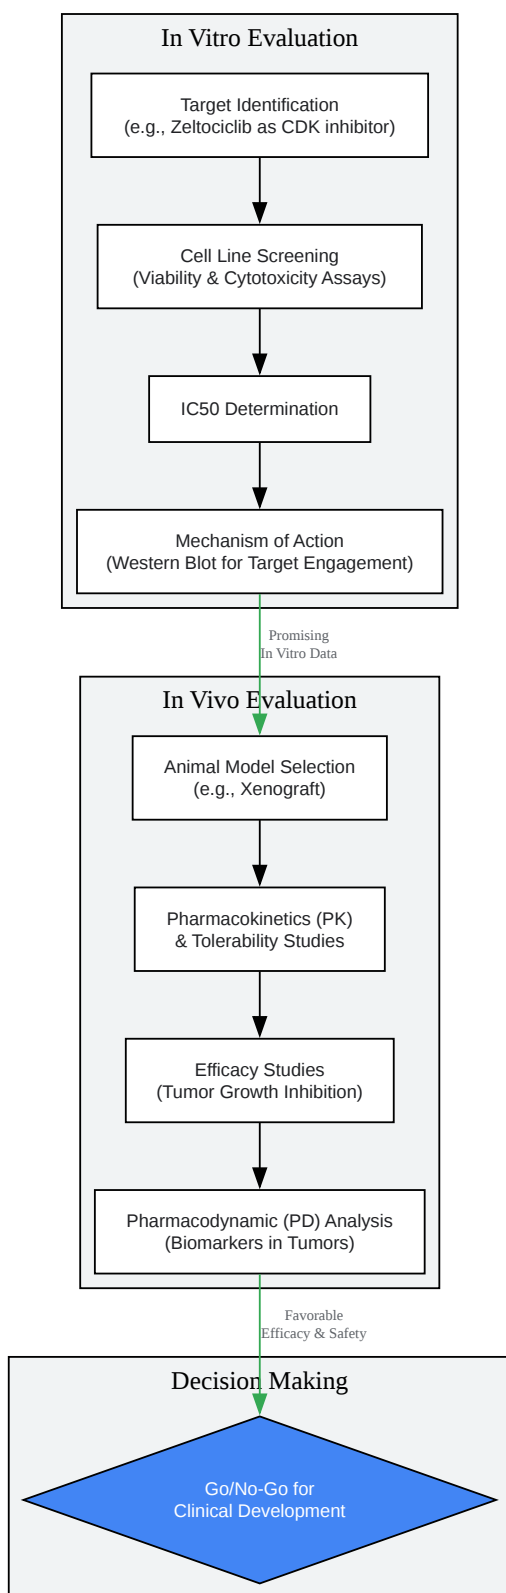 In Vitro Evaluation
Target Identification
(e.g., Zeltociclib as CDK inhibitor)
Cell Line Screening
(Viability & Cytotoxicity Assays)
IC50 Determination
Mechanism of Action
(Western Blot for Target Engagement)
Promising
In Vitro Data
In Vivo Evaluation
Animal Model Selection
(e.g., Xenograft)
Pharmacokinetics (PK)
& Tolerability Studies
Efficacy Studies
(Tumor Growth Inhibition)
Pharmacodynamic (PD) Analysis
(Biomarkers in Tumors)
Favorable
Efficacy & Safety
Decision Making
Go/No-Go for
Clinical Development